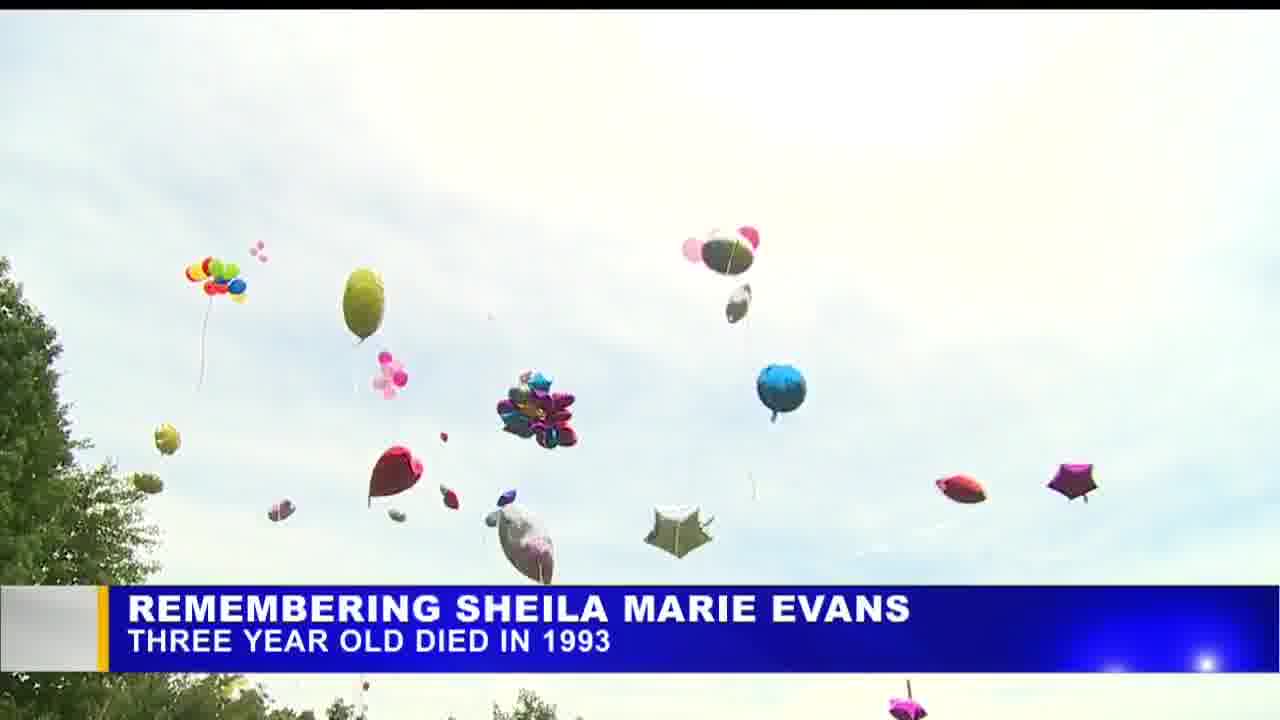 REMEMBERING SHEILA MARIE EVANS
THREE YEAR OLD DIED IN 1993